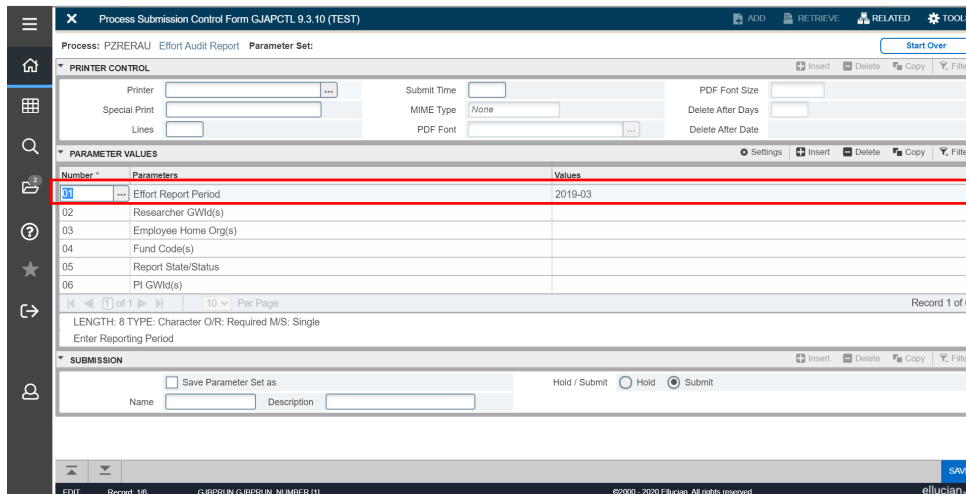 Process Submission Control Form GJAPCTL 9.3.10 (TEST) ADD RETRIEVE RELATED TOOLS
Process: PZRERAU Effort Audit Report Parameter Set: Start Over
PRINTER CONTROL Insert Delete Copy Filte
Printer ... Submit Time PDF Font Size
Special Print MIME Type None Delete After Days
Lines PDF Font ... Delete After Date
PARAMETER VALUES Settings Insert Delete Copy Filte
Number * Parameters Values
01 ... Effort Report Period 2019-03
02 Researcher GWId(s)
03 Employee Home Org(s)
04 Fund Code(s)
05 Report State/Status
06 PI GWId(s)
1 of 1 10 Per Page Record 1 of 6
LENGTH: 8 TYPE: Character O/R: Required M/S: Single
Enter Reporting Period
SUBMISSION Insert Delete Copy Filte
Save Parameter Set as Hold / Submit Hold Submit
Name Description
2
SAVE
EDIT Record: 1/6 GJBPRUN.GJBPRUN_NUMBER [1] ©2000 - 2020 Ellucian. All rights reserved. ellucian